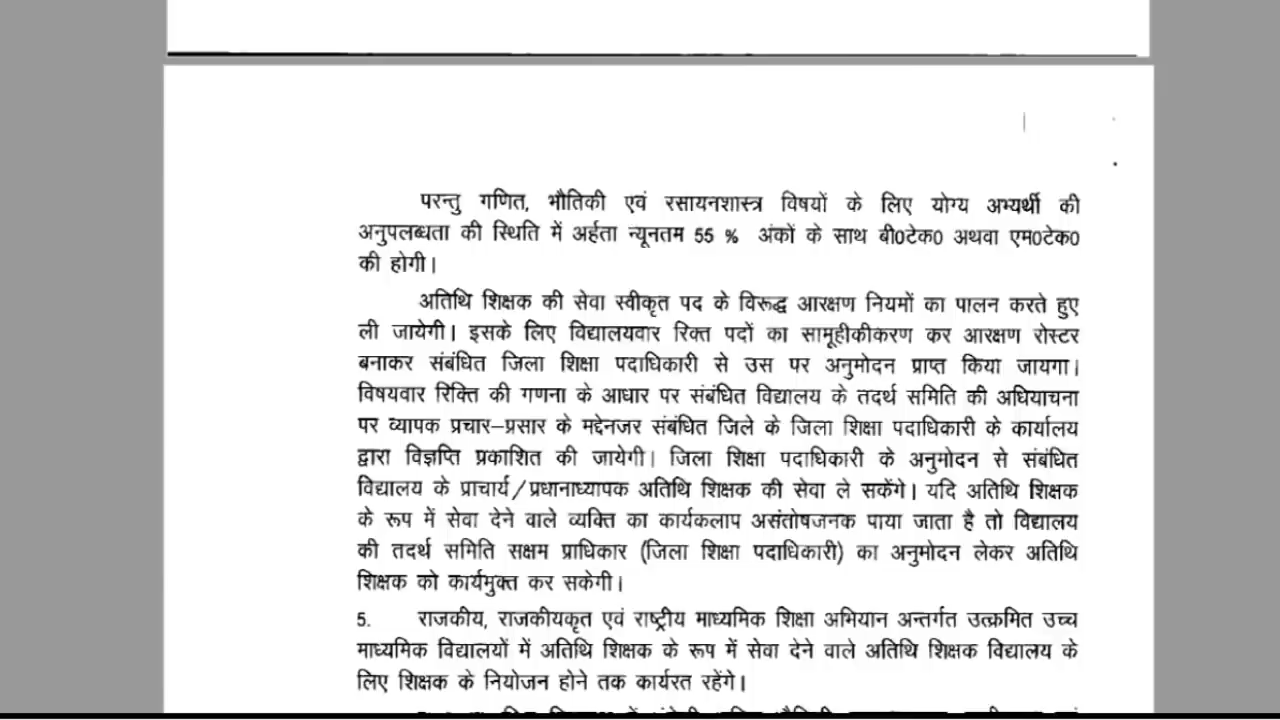 परन्तु गणित, भौतिकी एवं रसायनशास्त्र विषयों के लिए योग्य अभ्यर्थी की
अनुपलब्धता की स्थिति में अर्हता न्यूनतम 55 % अंकों के साथ बी0टेक0 अथवा एम0टेक0
की होगी।
अतिथि शिक्षक की सेवा स्वीकृत पद के विरूद्ध आरक्षण नियमों का पालन करते हुए
ली जायेगी। इसके लिए विद्यालयवार रिक्त पदों का सामूहीकीकरण कर आरक्षण रोस्टर
बनाकर संबंधित जिला शिक्षा पदाधिकारी से उस पर अनुमोदन प्राप्त किया जायगा।
विषयवार रिक्ति की गणना के आधार पर संबंधित विद्यालय के तदर्थ समिति की अधियाचना
पर व्यापक प्रचार–प्रसार के मद्देनजर संबंधित जिले के जिला शिक्षा पदाधिकारी के कार्यालय
द्वारा विज्ञप्ति प्रकाशित की जायेगी। जिला शिक्षा पदाधिकारी के अनुमोदन से संबंधित
विद्यालय के प्राचार्य/प्रधानाध्यापक अतिथि शिक्षक की सेवा ले सकेंगे। यदि अतिथि शिक्षक
के रूप में सेवा देने वाले व्यक्ति का कार्यकलाप असंतोषजनक पाया जाता है तो विद्यालय
की तदर्थ समिति सक्षम प्राधिकार (जिला शिक्षा पदाधिकारी) का अनुमोदन लेकर अतिथि
शिक्षक को कार्यमुक्त कर सकेगी।
5. राजकीय, राजकीयकृत एवं राष्ट्रीय माध्यमिक शिक्षा अभियान अन्तर्गत उत्क्रमित उच्च
माध्यमिक विद्यालयों में अतिथि शिक्षक के रूप में सेवा देने वाले अतिथि शिक्षक विद्यालय के
लिए शिक्षक के नियोजन होने तक कार्यरत रहेंगे।